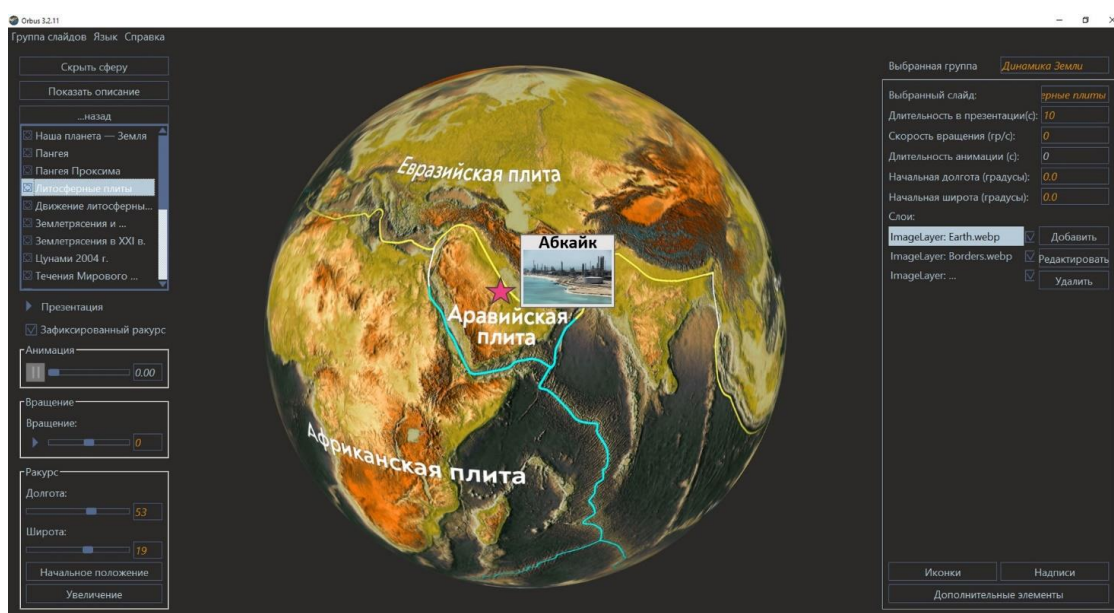 Orbus 3.2.11
Группа слайдов Язык Справка
Скрыть сферу
Показать описание
...назад
Наша планета — Земля
Пангея
Пангея Проксима
Литосферные плиты
Движение литосферны...
Землетрясения и ...
Землетрясения в XXI в.
Цунами 2004 г.
Течения Мирового ...
Презентация
Зафиксированный ракурс
Анимация
0.00
Вращение
Вращение:
0
Ракурс
Долгота:
53
Широта:
19
Начальное положение
Увеличение
Евразийская плита
Абкайк
Аравийская
плита
Африканская плита
Выбранная группа Динамика Земли
Выбранный слайд: ерные плиты
Длительность в презентации(с): 10
Скорость вращения (гр/с): 0
Длительность анимации (с): 0
Начальная долгота (градусы): 0.0
Начальная широта (градусы): 0.0
Слои:
ImageLayer: Earth.webp Добавить
ImageLayer: Borders.webp Редактировать
ImageLayer: ... Удалить
Иконки Надписи
Дополнительные элементы